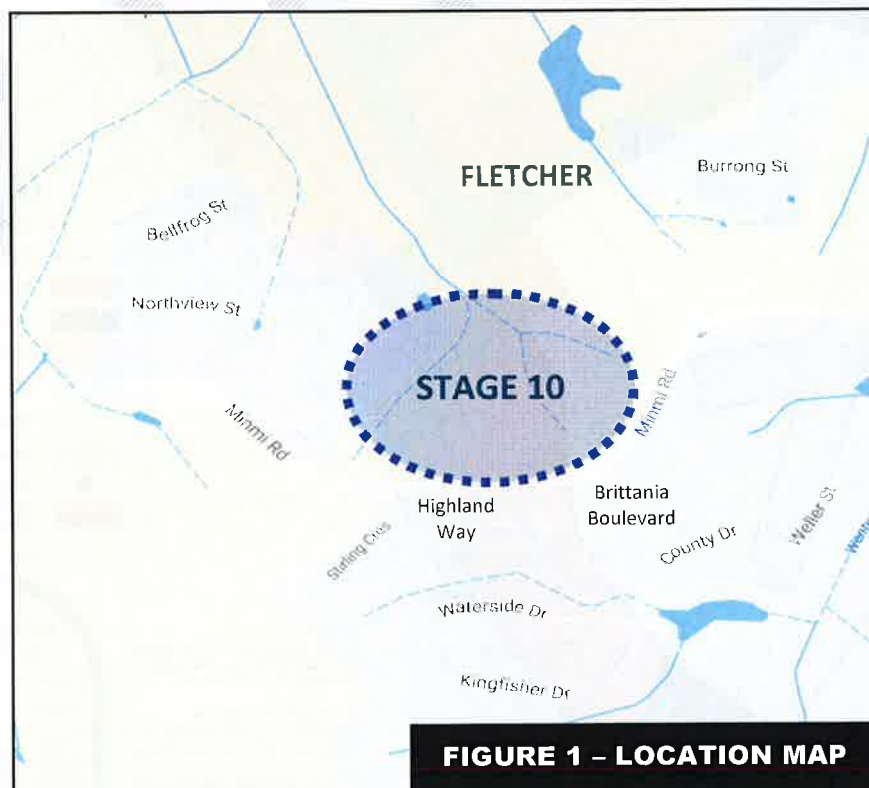 FLETCHER
Burrong St
Bellfrog St
Northview St
STAGE 10
Minmi Rd
Minmi Rd
Highland
Way
Brittania
Boulevard
Stirling Cres
County Dr
Weller St
Waterside Dr
Kingfisher Dr
FIGURE 1 – LOCATION MAP